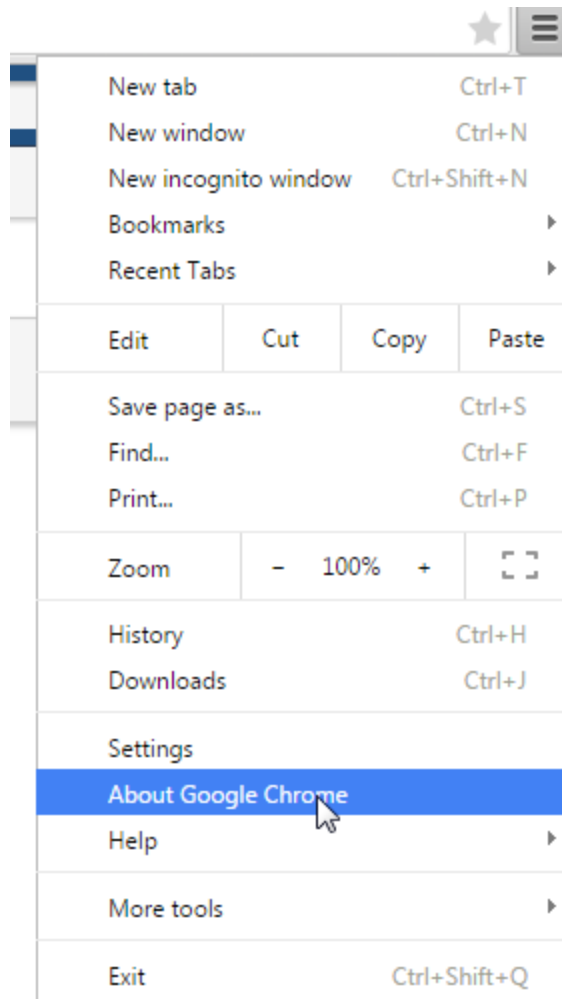 New tab Ctrl+T
New window Ctrl+N
New incognito window Ctrl+Shift+N
Bookmarks
Recent Tabs
Edit Cut Copy Paste
Save page as... Ctrl+S
Find... Ctrl+F
Print... Ctrl+P
Zoom − 100% +
History Ctrl+H
Downloads Ctrl+J
Settings
About Google Chrome
Help
More tools
Exit Ctrl+Shift+Q